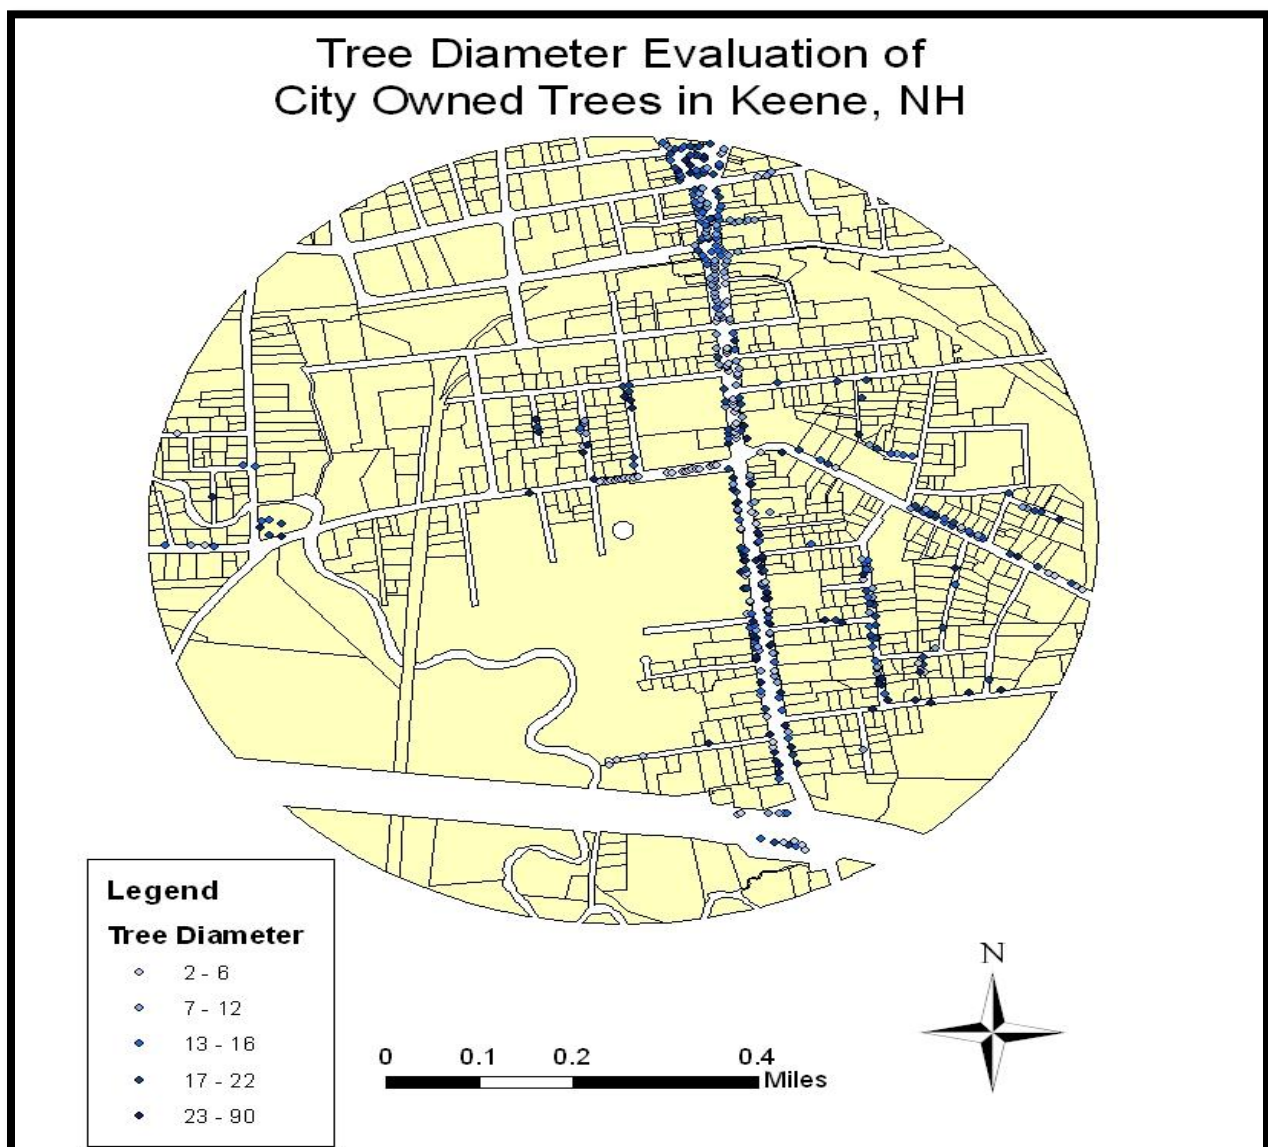 Tree Diameter Evaluation of
City Owned Trees in Keene, NH
Legend
Tree Diameter
2 - 6
7 - 12
13 - 16
17 - 22
23 - 90
0 0.1 0.2 0.4
Miles
N